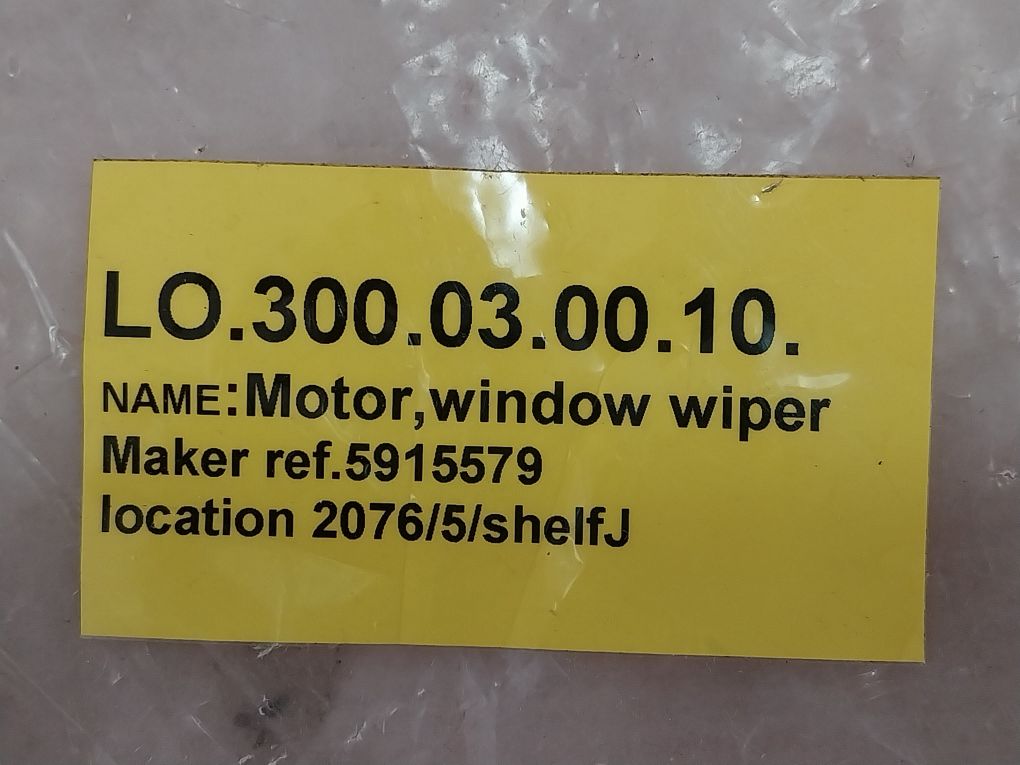 LO.300.03.00.10.
NAME:Motor,window wiper
Maker ref.5915579
location 2076/5/shelfJ